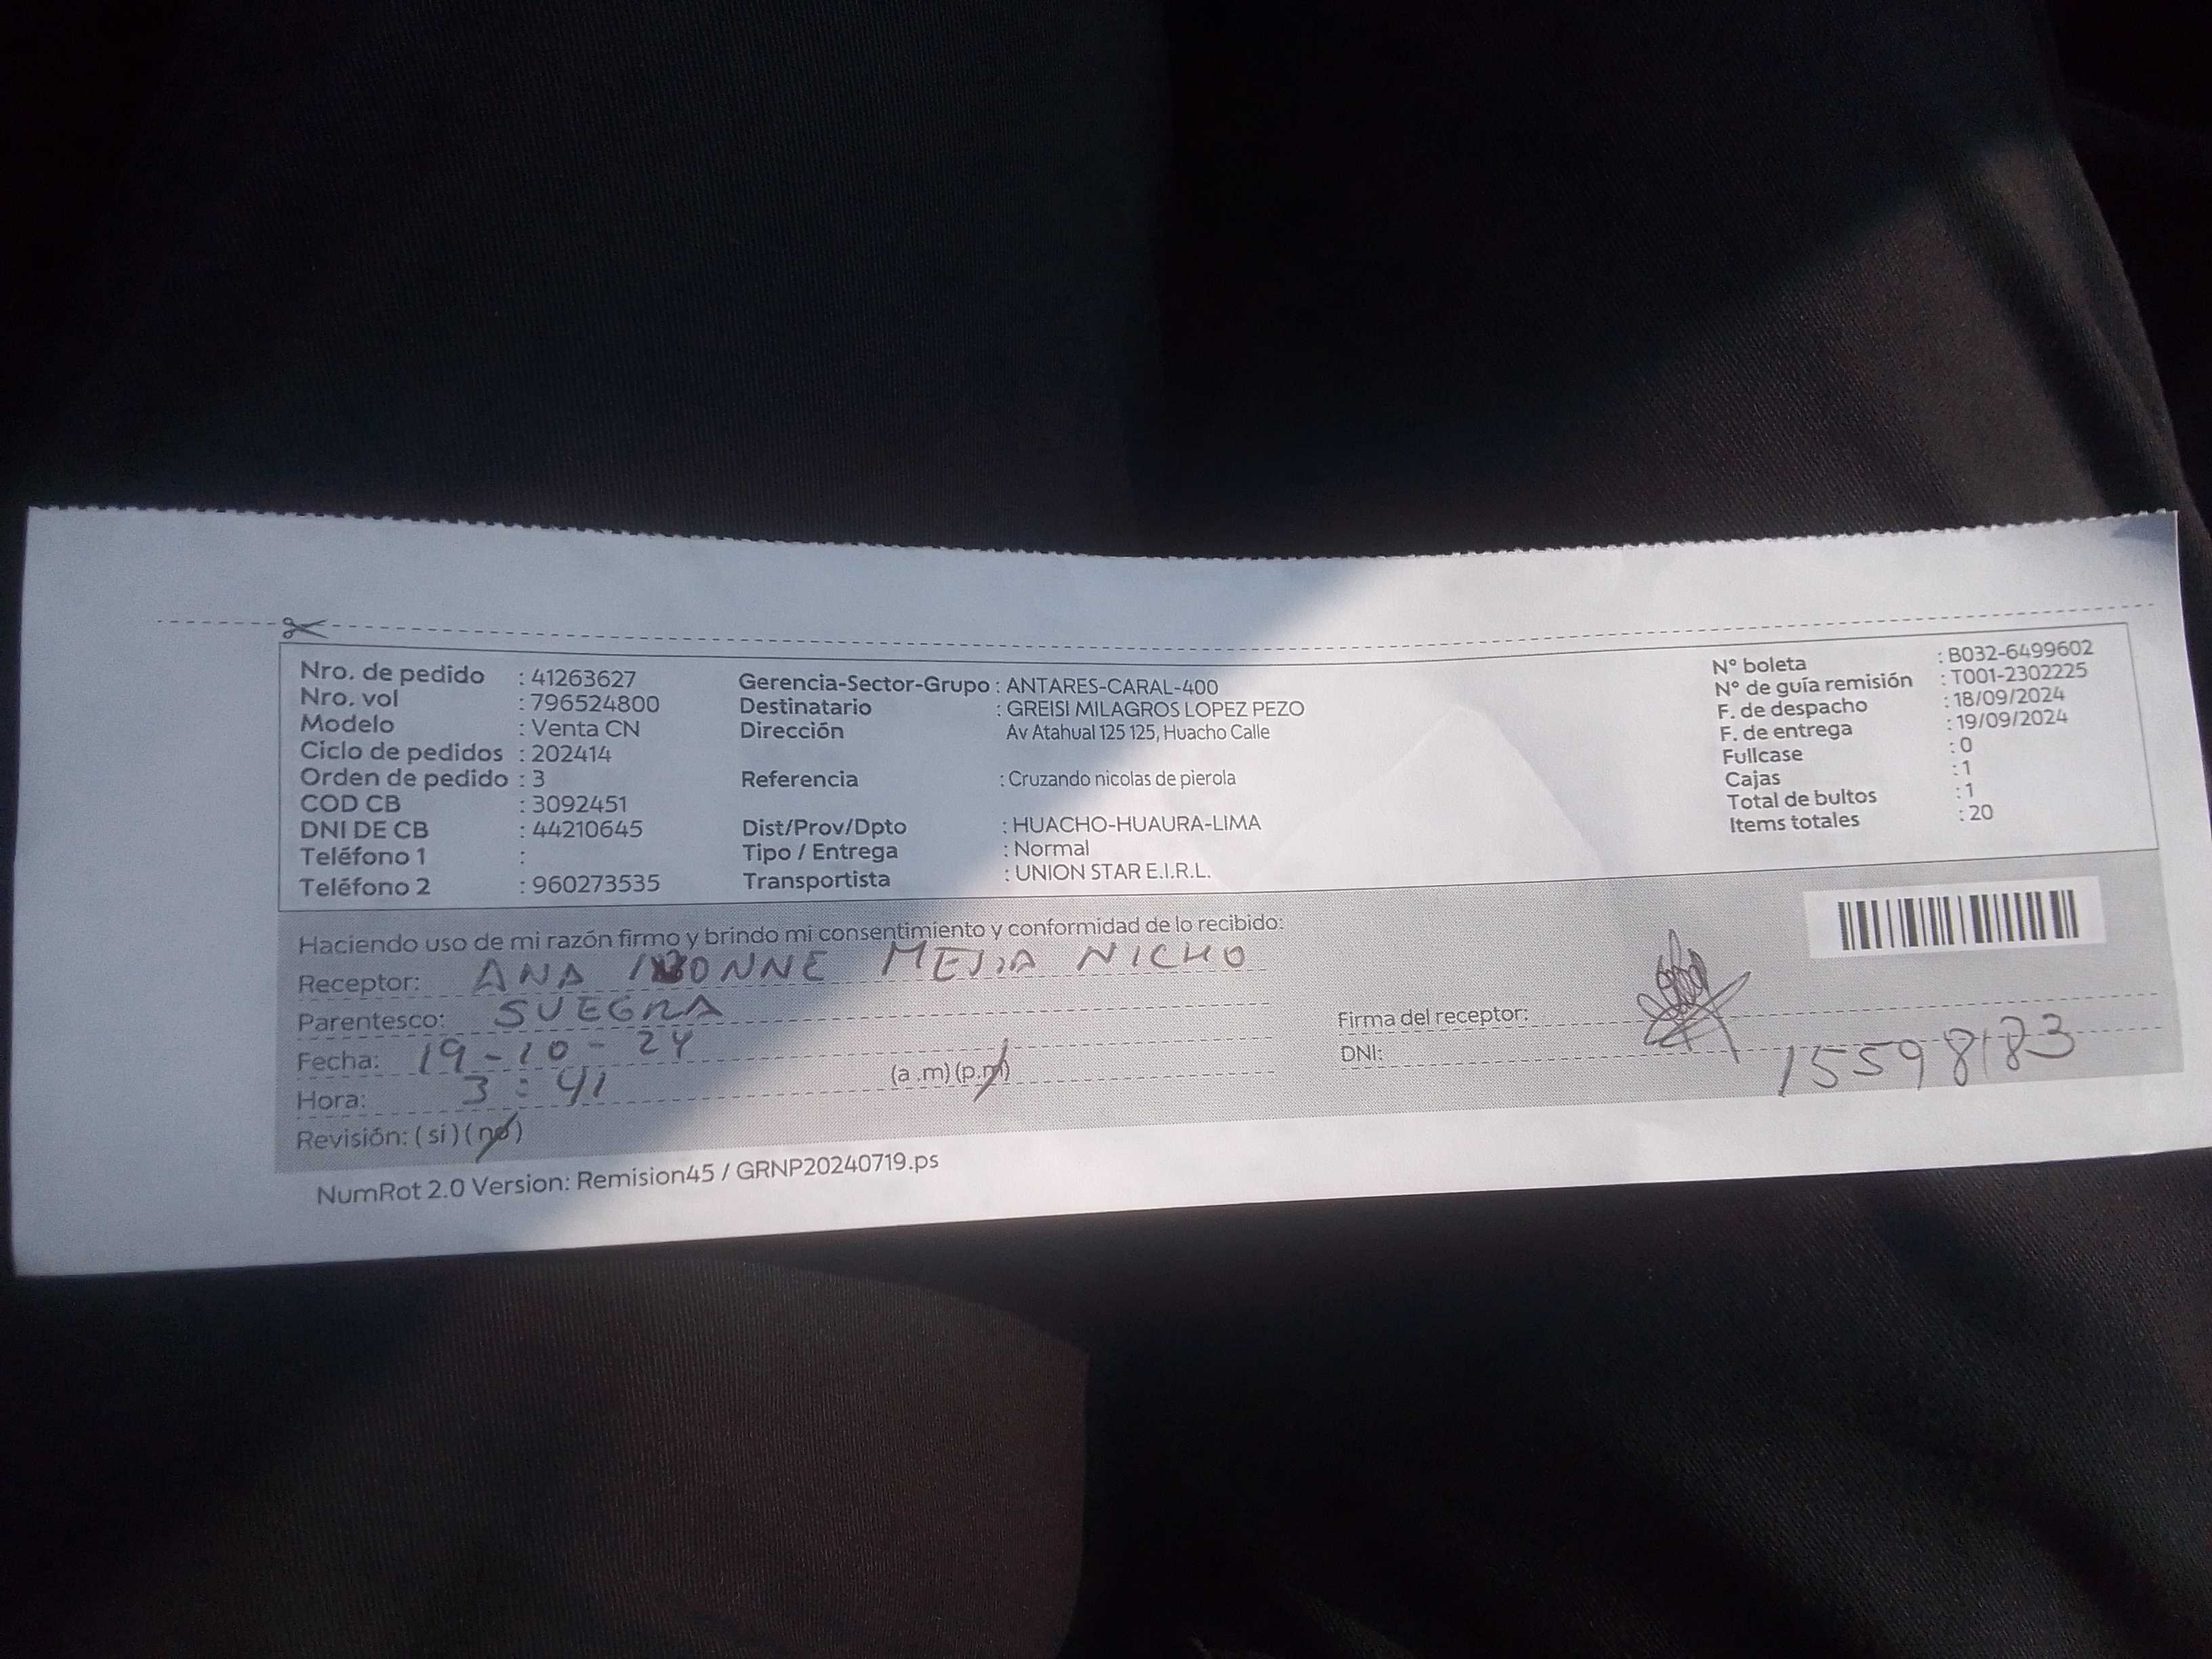 Nro. de pedido : 41263627
Nro. vol : 796524800
Modelo : Venta CN
Ciclo de pedidos : 202414
Orden de pedido : 3
COD CB : 3092451
DNI DE CB : 44210645
Teléfono 1 :
Teléfono 2 : 960273535
Gerencia-Sector-Grupo : ANTARES-CARAL-400
Destinatario : GREISI MILAGROS LOPEZ PEZO
Dirección Av Atahual 125 125, Huacho Calle
Referencia : Cruzando nicolas de pierola
Dist/Prov/Dpto : HUACHO-HUAURA-LIMA
Tipo / Entrega : Normal
Transportista : UNION STAR E.I.R.L.
N° boleta : B032-6499602
N° de guía remisión : T001-2302225
F. de despacho : 18/09/2024
F. de entrega : 19/09/2024
Fullcase : 0
Cajas : 1
Total de bultos : 1
Items totales : 20
Haciendo uso de mi razón firmo y brindo mi consentimiento y conformidad de lo recibido:
Receptor: ANA IVONNE MEJIA NICHO
Parentesco: SUEGRA
Fecha: 19-10-24
Hora: 3:41 (a.m) (p.m)
Revisión: (si) (no)
Firma del receptor:
DNI: 15598183
NumRot 2.0 Version: Remision45 / GRNP20240719.ps